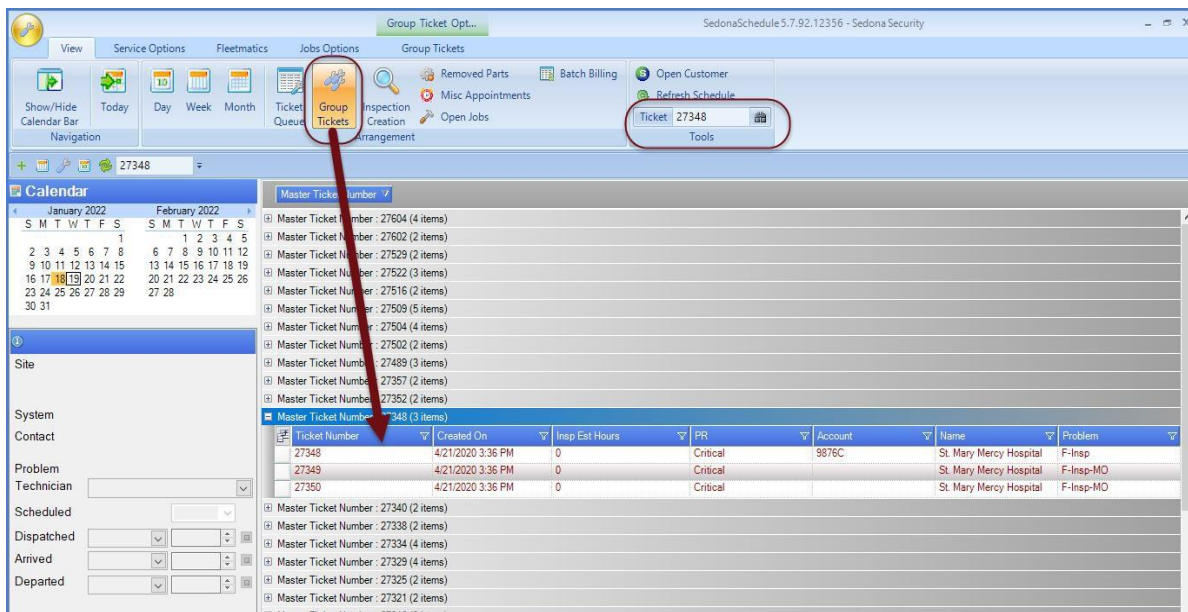 Group Ticket Opt...
SedonaSchedule 5.7.92.12356 - Sedona Security
View Service Options Fleetmatics Jobs Options Group Tickets
Show/Hide Calendar Bar
Today
Navigation
10
Day Week Month
Ticket Queue
Group Tickets
Inspection Creation
Removed Parts
Misc Appointments
Open Jobs
Batch Billing
Arrangement
Open Customer
Refresh Schedule
Ticket 27348
Tools
27348
Calendar
January 2022 February 2022
S M T W T F S S M T W T F S
1 1 2 3 4 5
2 3 4 5 6 7 8 6 7 8 9 10 11 12
9 10 11 12 13 14 15 13 14 15 16 17 18 19
16 17 18 19 20 21 22 20 21 22 23 24 25 26
23 24 25 26 27 28 29 27 28
30 31
Site
System
Contact
Problem
Technician
Scheduled
Dispatched
Arrived
Departed
Master Ticket Number
Master Ticket Number : 27604 (4 items)
Master Ticket Number : 27602 (2 items)
Master Ticket Number : 27529 (2 items)
Master Ticket Number : 27522 (3 items)
Master Ticket Number : 27516 (2 items)
Master Ticket Number : 27509 (5 items)
Master Ticket Number : 27504 (4 items)
Master Ticket Number : 27502 (2 items)
Master Ticket Number : 27489 (3 items)
Master Ticket Number : 27357 (2 items)
Master Ticket Number : 27352 (2 items)
Master Ticket Number : 27348 (3 items)
Ticket Number Created On Insp Est Hours PR Account Name Problem
27348 4/21/2020 3:36 PM 0 Critical 9876C St. Mary Mercy Hospital F-Insp
27349 4/21/2020 3:36 PM 0 Critical St. Mary Mercy Hospital F-Insp-MO
27350 4/21/2020 3:36 PM 0 Critical St. Mary Mercy Hospital F-Insp-MO
Master Ticket Number : 27340 (2 items)
Master Ticket Number : 27338 (2 items)
Master Ticket Number : 27334 (4 items)
Master Ticket Number : 27329 (4 items)
Master Ticket Number : 27325 (2 items)
Master Ticket Number : 27321 (2 items)